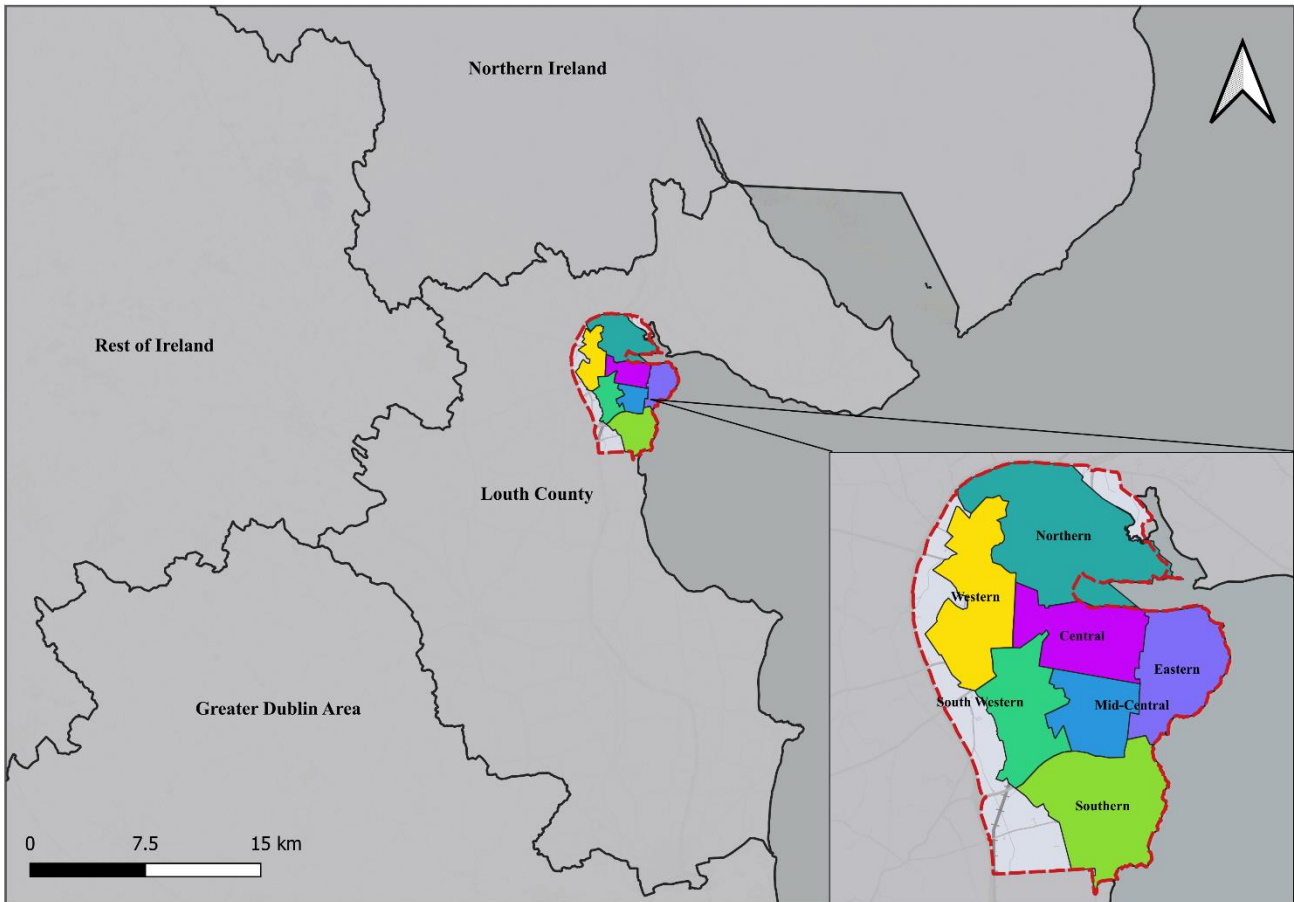 Northern Ireland
Rest of Ireland
Louth County
Northern
Western
Central
Eastern
South Western
Mid-Central
Greater Dublin Area
Southern
0 7.5 15 km